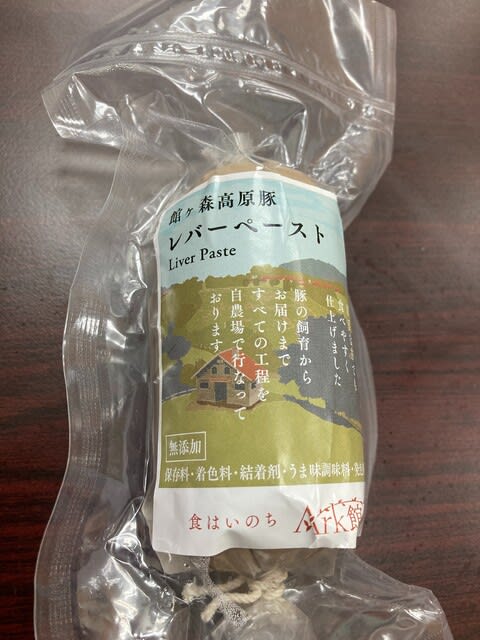 館ヶ森高原豚
レバーペースト
Liver Paste
食べやすく
仕上げました
豚の飼育から
お届けまで
すべての工程を
自農場で行なって
おります
無添加
保存料・着色料・結着剤・うま味調味料・発色
食はいのち
Ark館